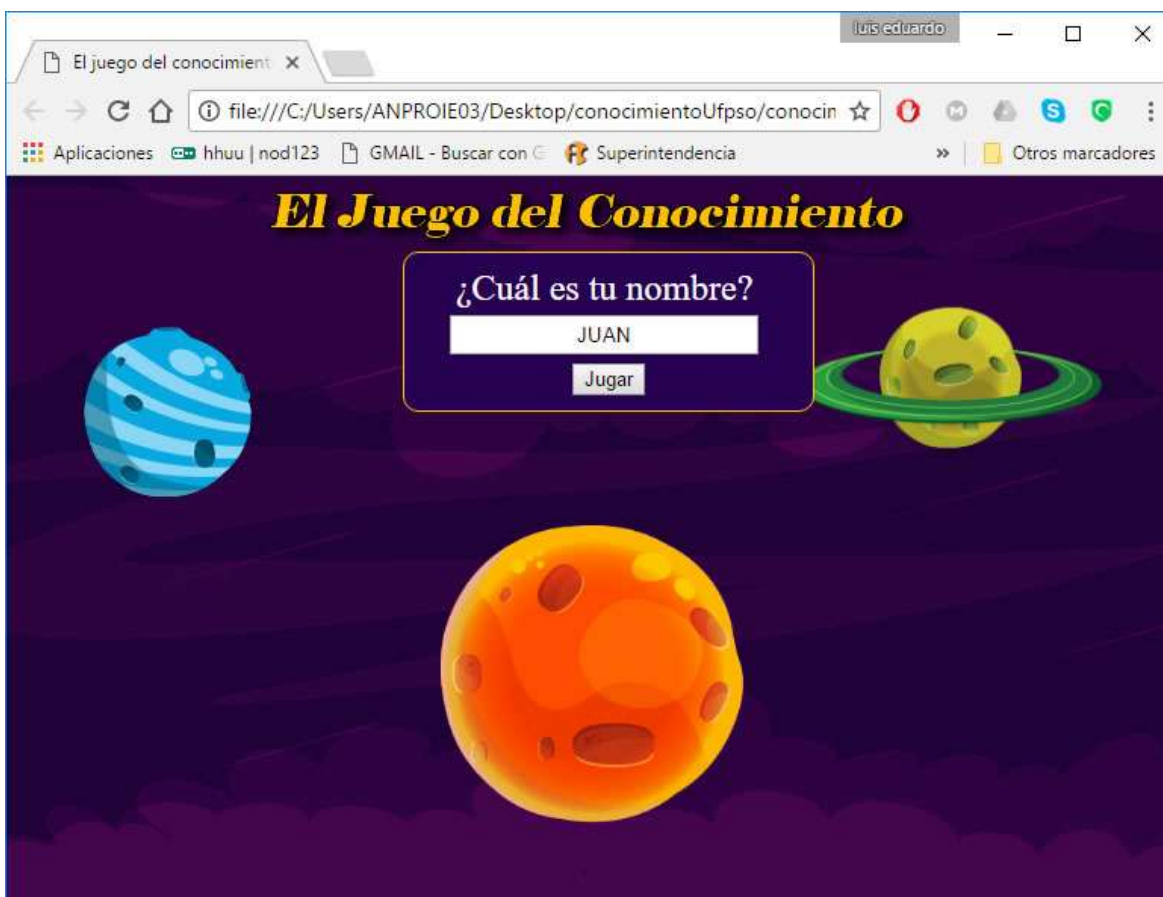 luis eduardo
El juego del conocimient
file:///C:/Users/ANPROIE03/Desktop/conocimientoUfpso/conocin
Aplicaciones hhuu | nod123 GMAIL - Buscar con G Superintendencia » Otros marcadores
El Juego del Conocimiento
¿Cuál es tu nombre?
JUAN
Jugar